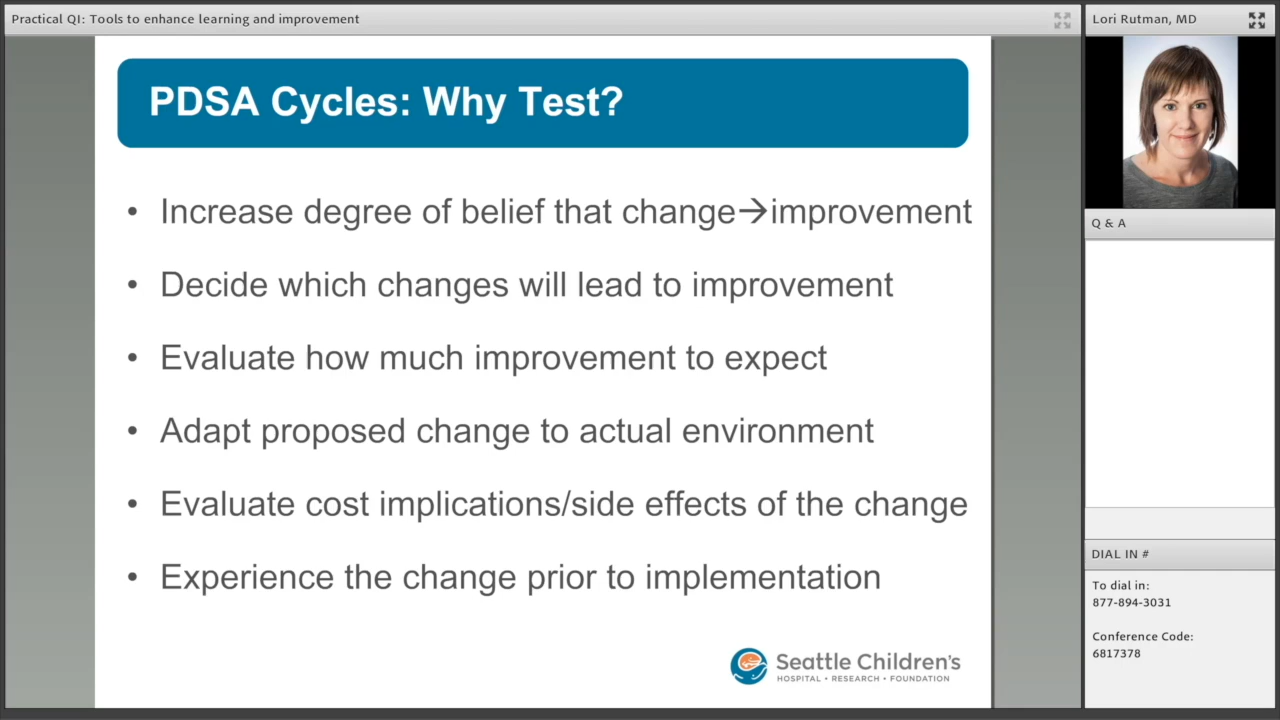 Practical QI: Tools to enhance learning and improvement
PDSA Cycles: Why Test?
• Increase degree of belief that change→improvement
• Decide which changes will lead to improvement
• Evaluate how much improvement to expect
• Adapt proposed change to actual environment
• Evaluate cost implications/side effects of the change
• Experience the change prior to implementation
Seattle Children's
HOSPITAL • RESEARCH • FOUNDATION
Lori Rutman, MD
Q & A
DIAL IN #
To dial in:
877-894-3031
Conference Code:
6817378